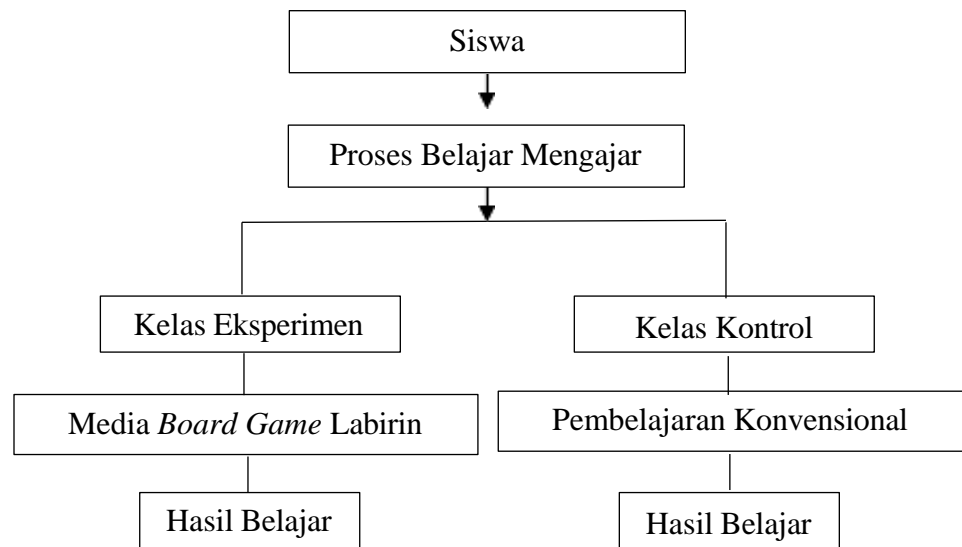 Siswa
Proses Belajar Mengajar
Kelas Eksperimen
Kelas Kontrol
Media Board Game Labirin
Pembelajaran Konvensional
Hasil Belajar
Hasil Belajar